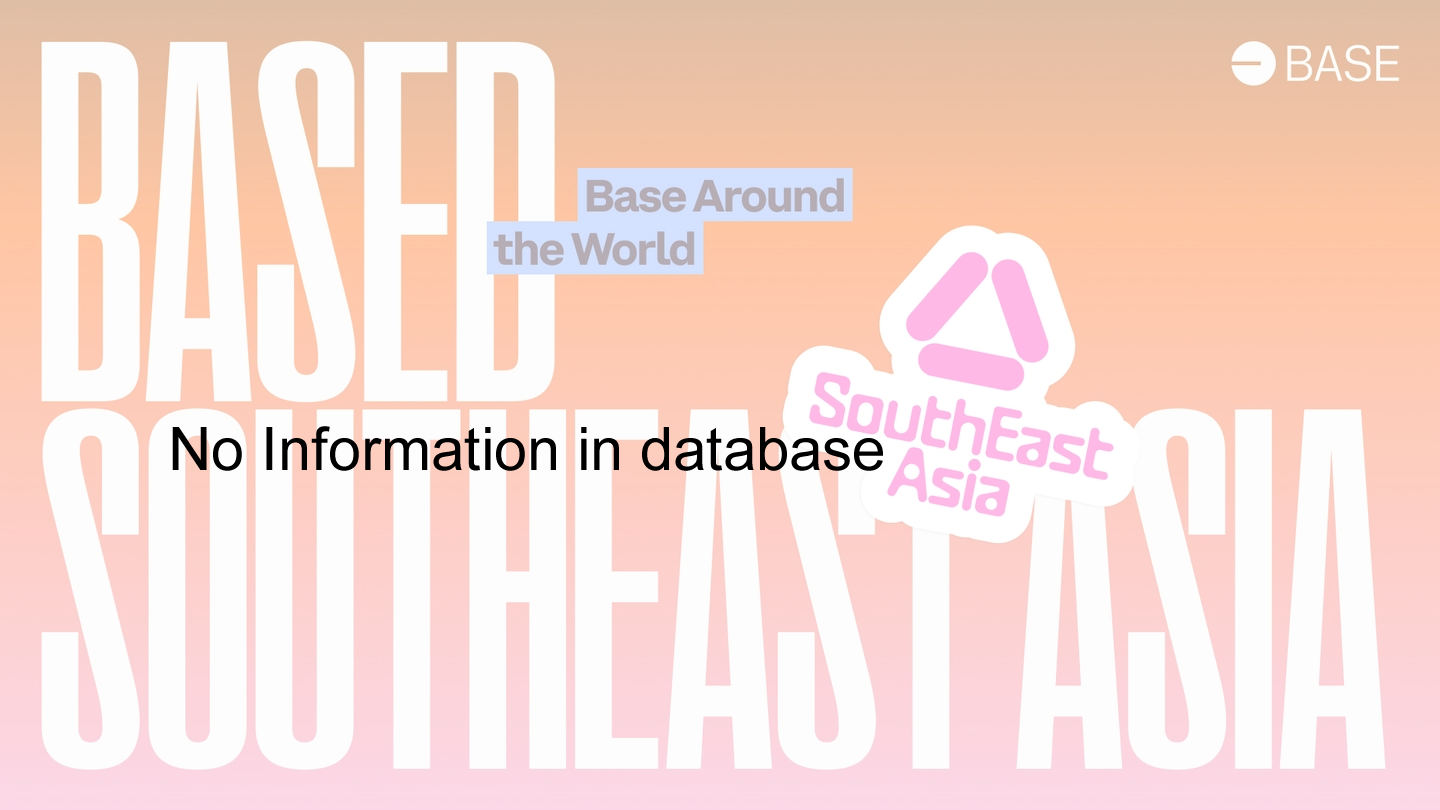 BASED
BASE
Base Around
the World
SouthEast
Asia
No Information in database
SOUTHEAST ASIA